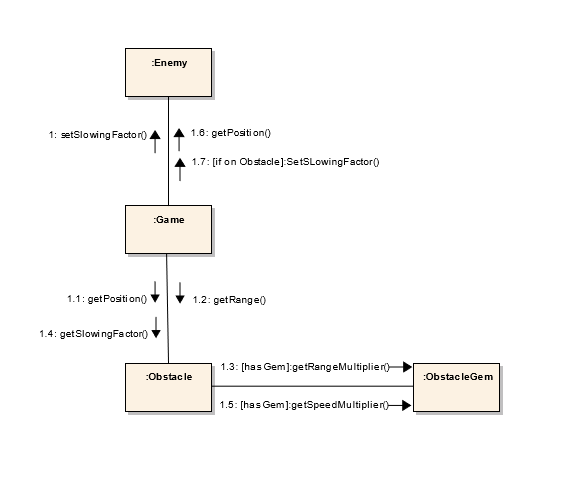 :Enemy
1: setSlowingFactor()
1.6: getPosition()
1.7: [if on Obstacle]:SetSLowingFactor()
:Game
1.1: getPosition()
1.2: getRange()
1.4: getSlowingFactor()
:Obstacle
1.3: [has Gem]:getRangeMultiplier()
:ObstacleGem
1.5: [has Gem]:getSpeedMultiplier()